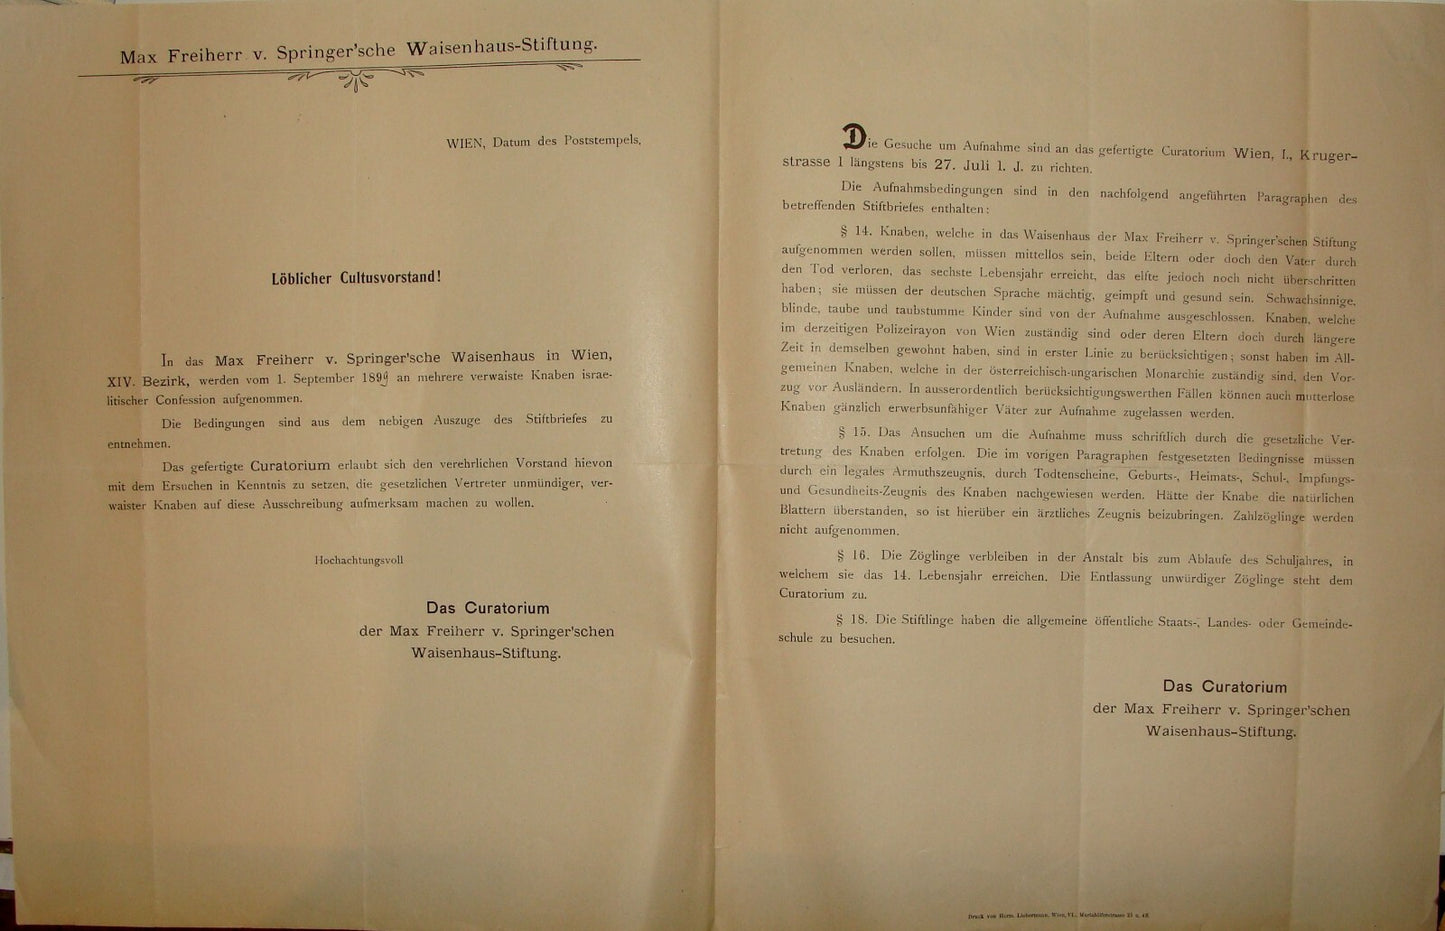 Max Freiherr v. Springer'sche Waisenhaus-Stiftung.
WIEN, Datum des Poststempels,
Löblicher Cultusvorstand!
In das Max Freiherr v. Springer'sche Waisenhaus in Wien,
XIV. Bezirk, werden vom 1. September 189 an mehrere verwaiste Knaben israe-
litischer Confession aufgenommen.
Die Bedingungen sind aus dem nebigen Auszuge des Stiftbriefes zu
entnehmen.
Das gefertigte Curatorium erlaubt sich den verehrlichen Vorstand hievon
mit dem Ersuchen in Kenntnis zu setzen, die gesetzlichen Vertreter unmündiger, ver-
waister Knaben auf diese Ausschreibung aufmerksam machen zu wollen.
Hochachtungsvoll
Das Curatorium
der Max Freiherr v. Springer'schen
Waisenhaus-Stiftung.
Die Gesuche um Aufnahme sind an das gefertigte Curatorium Wien, I., Kruger-
strasse 1 längstens bis 27. Juli l. J. zu richten.
Die Aufnahmsbedingungen sind in den nachfolgend angeführten Paragraphen des
betreffenden Stiftbriefes enthalten:
§ 14. Knaben, welche in das Waisenhaus der Max Freiherr v. Springer'schen Stiftung
aufgenommen werden sollen, müssen mittellos sein, beide Eltern oder doch den Vater durch
den Tod verloren, das sechste Lebensjahr erreicht, das elfte jedoch noch nicht überschritten
haben; sie müssen der deutschen Sprache mächtig, geimpft und gesund sein. Schwachsinnige,
blinde, taube und taubstumme Kinder sind von der Aufnahme ausgeschlossen. Knaben, welche
im derzeitigen Polizeirayon von Wien zuständig sind oder deren Eltern doch durch längere
Zeit in demselben gewohnt haben, sind in erster Linie zu berücksichtigen; sonst haben im All-
gemeinen Knaben, welche in der österreichisch-ungarischen Monarchie zuständig sind, den Vor-
zug vor Ausländern. In ausserordentlich berücksichtigungswerthen Fällen können auch mutterlose
Knaben gänzlich erwerbsunfähiger Väter zur Aufnahme zugelassen werden.
§ 15. Das Ansuchen um die Aufnahme muss schriftlich durch die gesetzliche Ver-
tretung des Knaben erfolgen. Die im vorigen Paragraphen festgesetzten Bedingnisse müssen
durch ein legales Armuthszeugnis, durch Todtenscheine, Geburts-, Heimats-, Schul-, Impfungs-
und Gesundheits-Zeugnis des Knaben nachgewiesen werden. Hätte der Knabe die natürlichen
Blattern überstanden, so ist hierüber ein ärztliches Zeugnis beizubringen. Zahlzöglinge werden
nicht aufgenommen.
§ 16. Die Zöglinge verbleiben in der Anstalt bis zum Ablaufe des Schuljahres, in
welchem sie das 14. Lebensjahr erreichen. Die Entlassung unwürdiger Zöglinge steht dem
Curatorium zu.
§ 18. Die Stiftlinge haben die allgemeine öffentliche Staats-, Landes- oder Gemeinde-
schule zu besuchen.
Das Curatorium
der Max Freiherr v. Springer'schen
Waisenhaus-Stiftung.
Druck von Herm. Liebermann, Wien, VI., Mariahilferstrasse 23 u. 48.